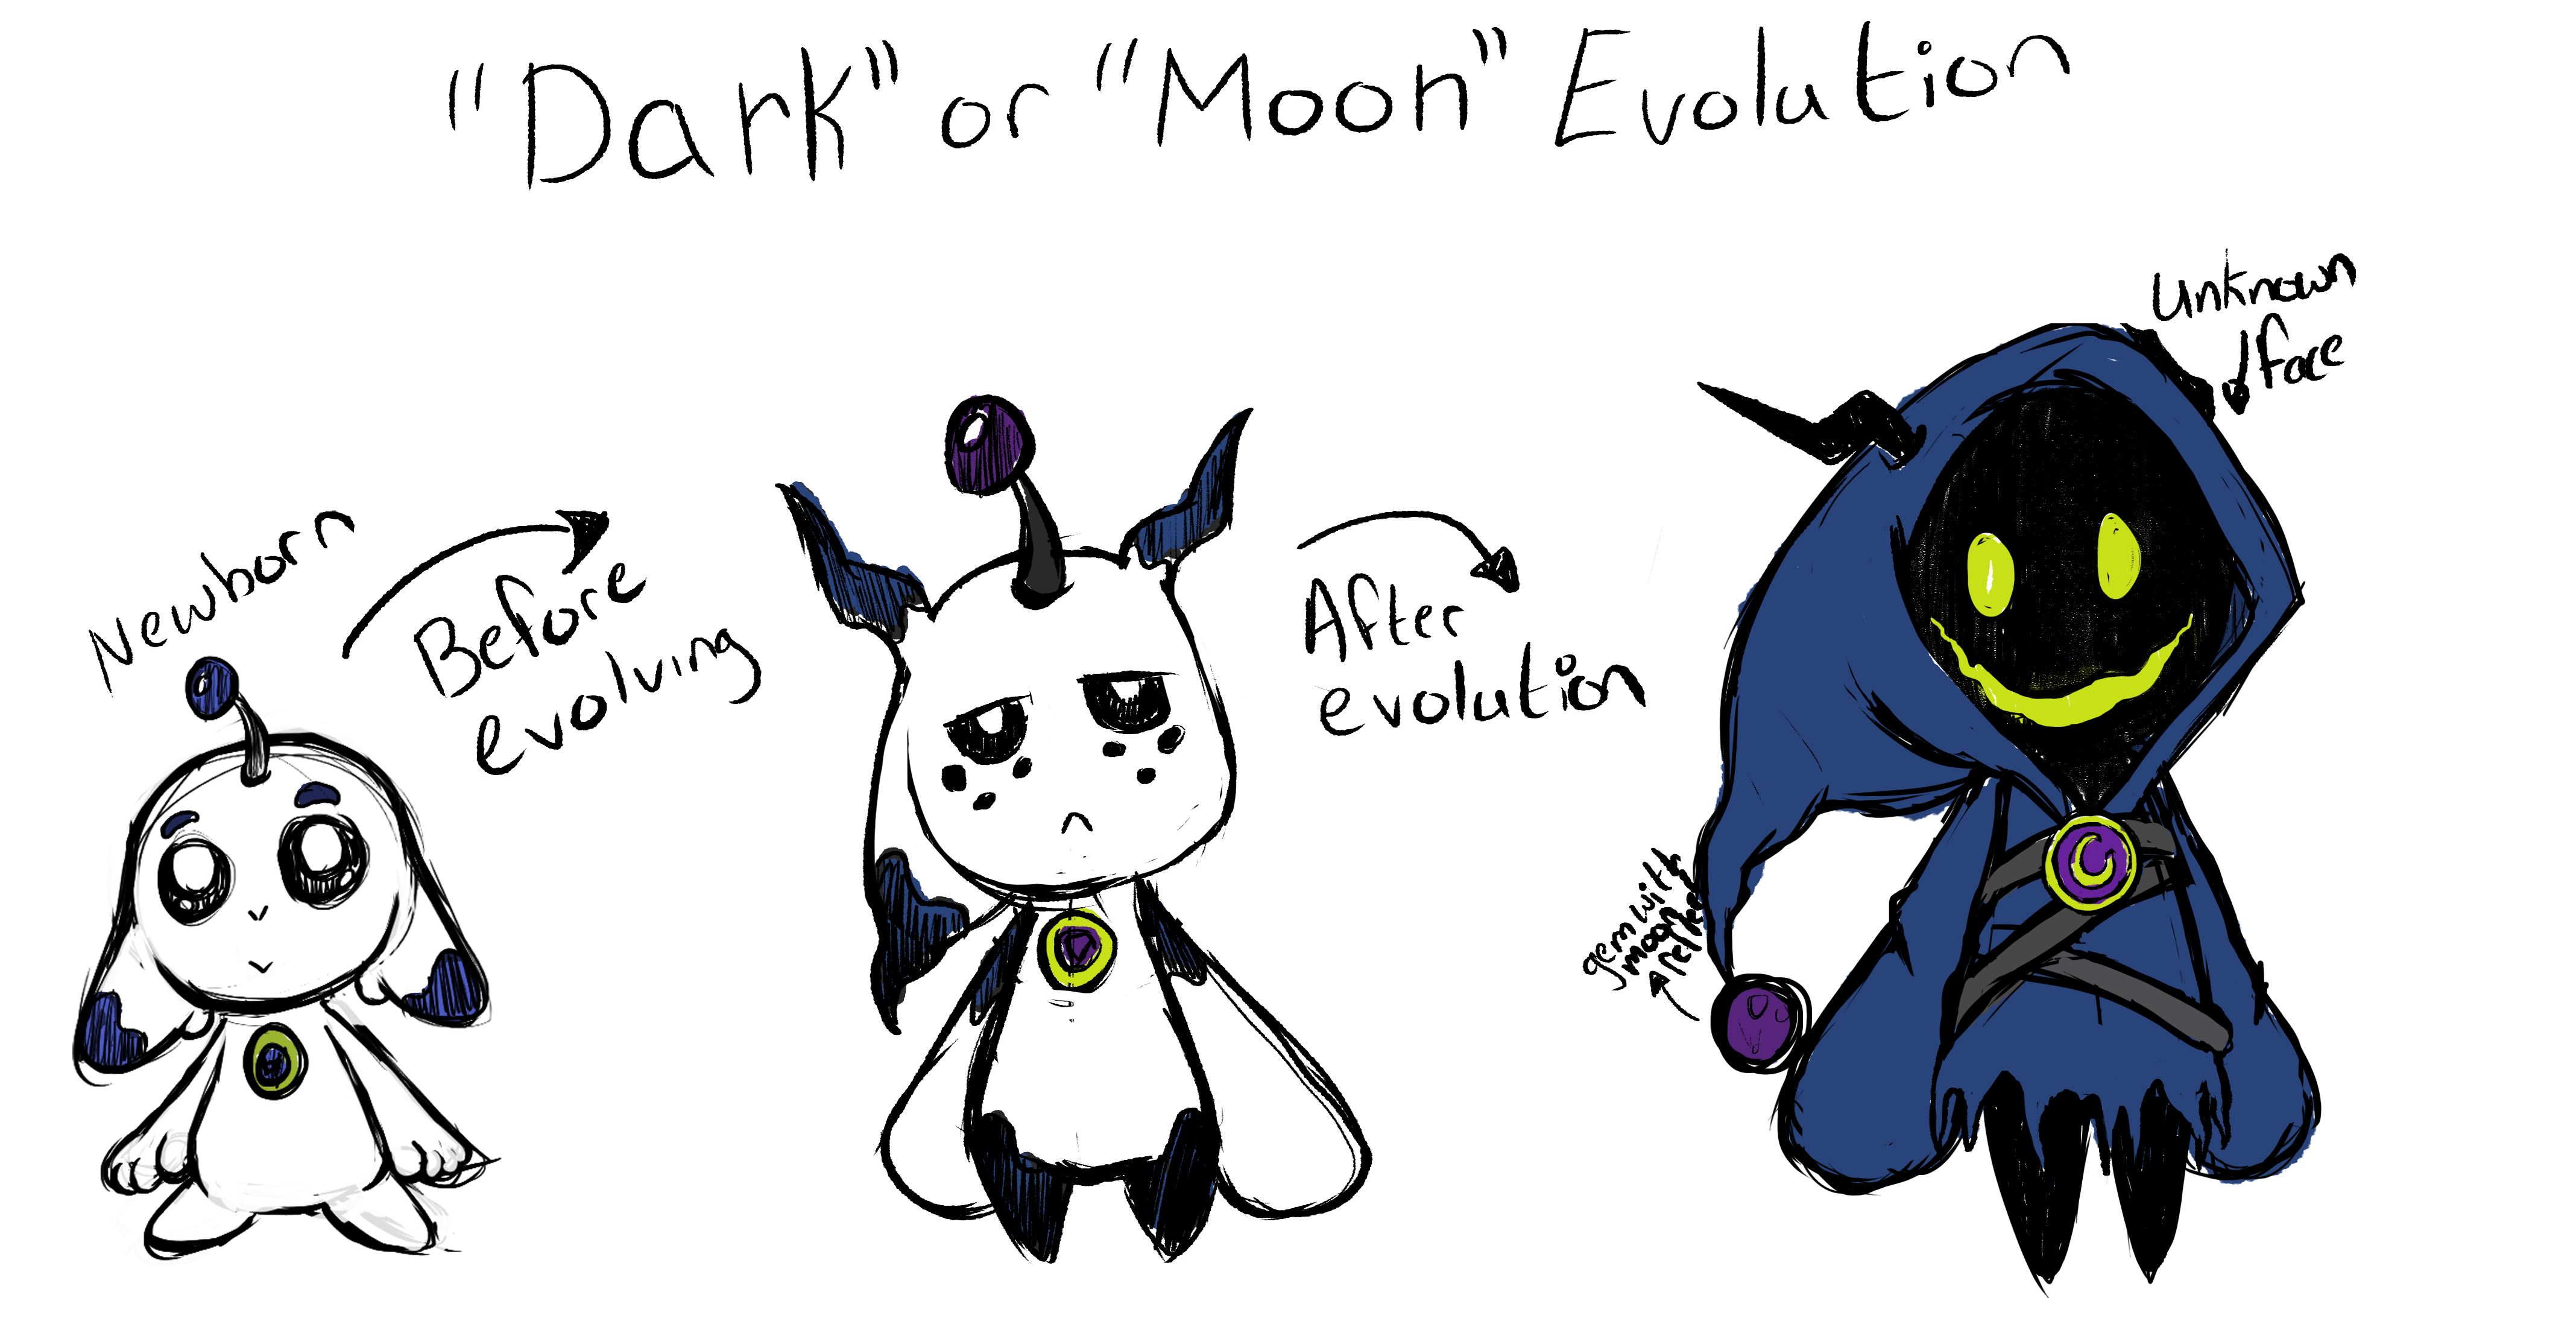 "Dark" or "Moon" Evolution
Unknown
face
Newborn
Before
evolving
After
evolution
gem with
moon